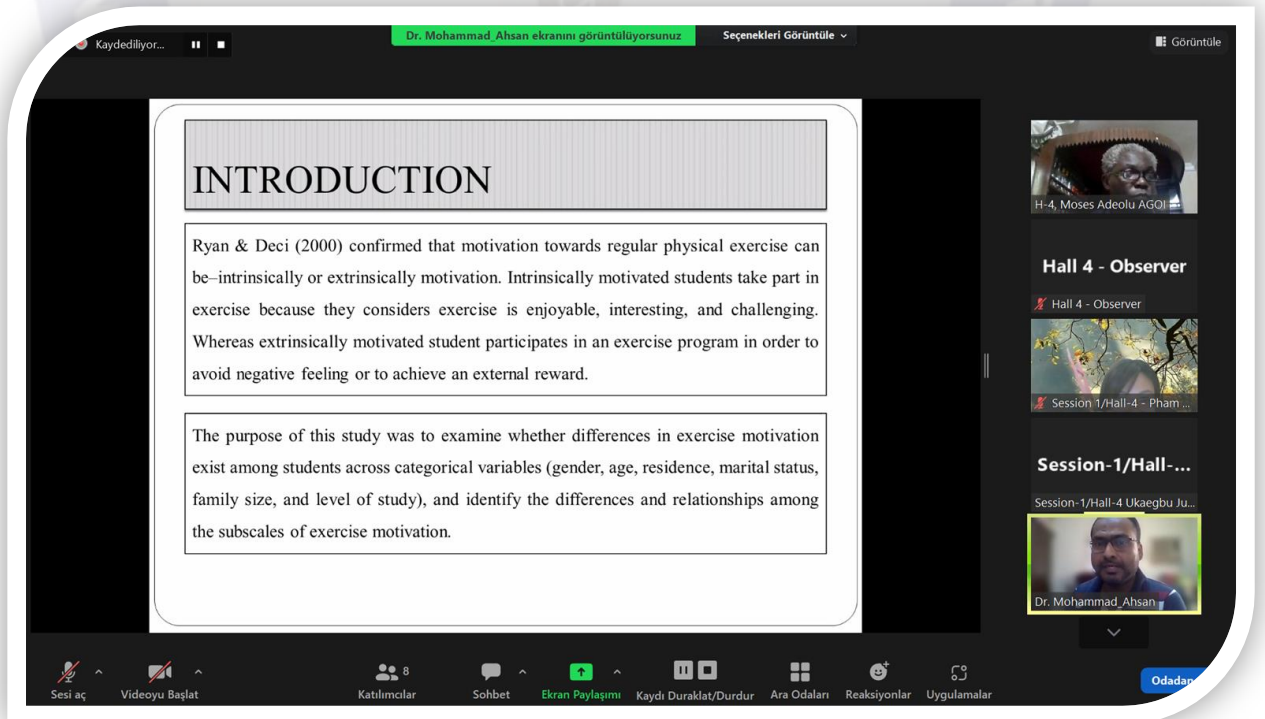 Kaydediliyor...
Dr. Mohammad_Ahsan ekranını görüntülüyorsunuz
Seçenekleri Görüntüle
Görüntüle
INTRODUCTION
Ryan & Deci (2000) confirmed that motivation towards regular physical exercise can
be–intrinsically or extrinsically motivation. Intrinsically motivated students take part in
exercise because they considers exercise is enjoyable, interesting, and challenging.
Whereas extrinsically motivated student participates in an exercise program in order to
avoid negative feeling or to achieve an external reward.
The purpose of this study was to examine whether differences in exercise motivation
exist among students across categorical variables (gender, age, residence, marital status,
family size, and level of study), and identify the differences and relationships among
the subscales of exercise motivation.
H-4, Moses Adeolu AGOI
Hall 4 - Observer
Hall 4 - Observer
Session 1/Hall-4 - Pham ...
Session-1/Hall-...
Session-1/Hall-4 Ukaegbu Ju...
Dr. Mohammad_Ahsan
Sesi aç
Videoyu Başlat
8
Katılımcılar
Sohbet
Ekran Paylaşımı
Kaydı Duraklat/Durdur
Ara Odaları
Reaksiyonlar
Uygulamalar